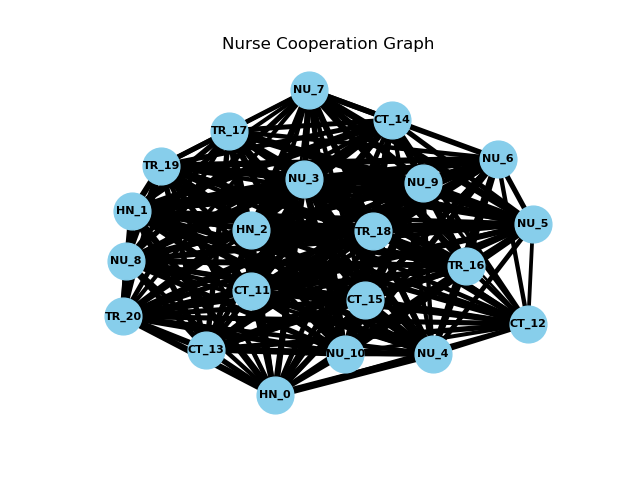 Nurse Cooperation Graph
NU_7
CT_14
TR_17
NU_6
TR_19
NU_3
NU_9
HN_1
NU_5
HN_2
TR_18
NU_8
TR_16
CT_11
CT_15
TR_20
CT_12
CT_13
NU_10
NU_4
HN_0